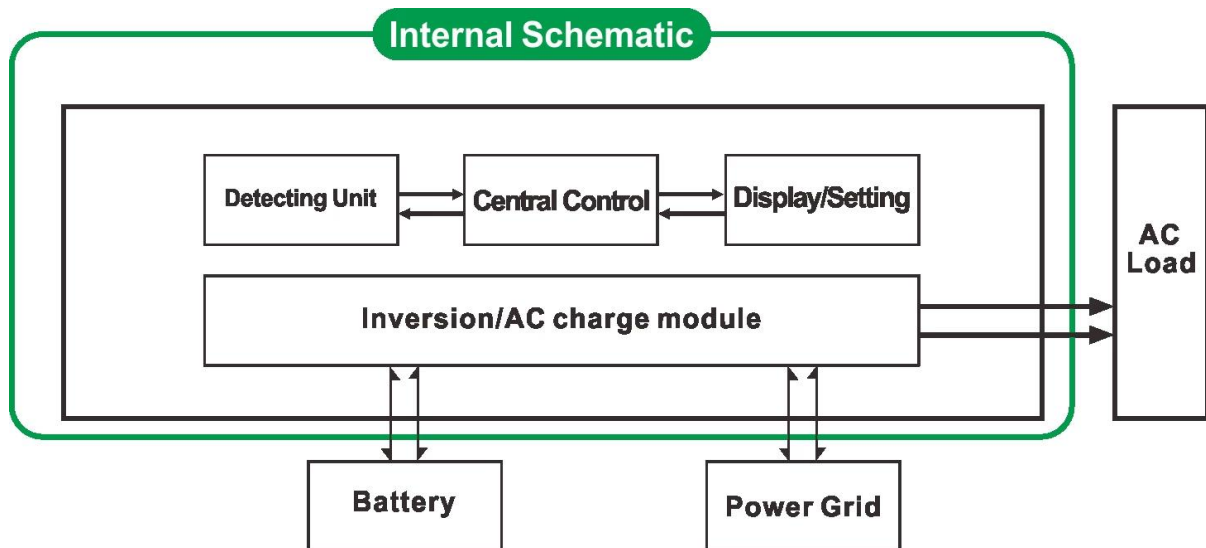 Internal Schematic
Detecting Unit
Central Control
Display/Setting
AC
Load
Inversion/AC charge module
Battery
Power Grid